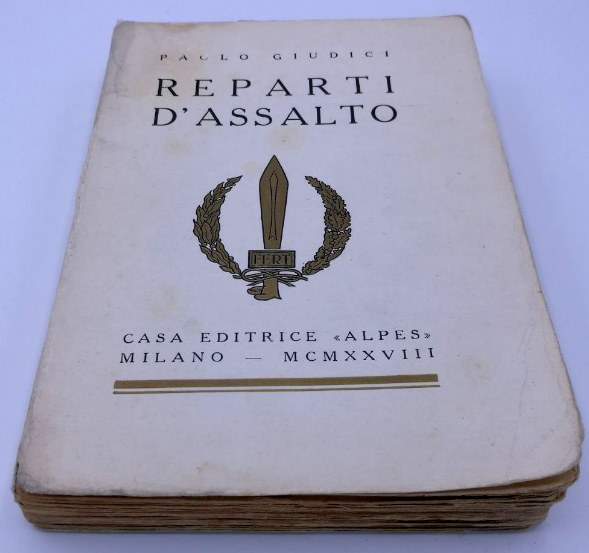 PAOLO GIUDICI
REPARTI
D'ASSALTO
FERT
CASA EDITRICE «ALPES»
MILANO — MCMXXVIII